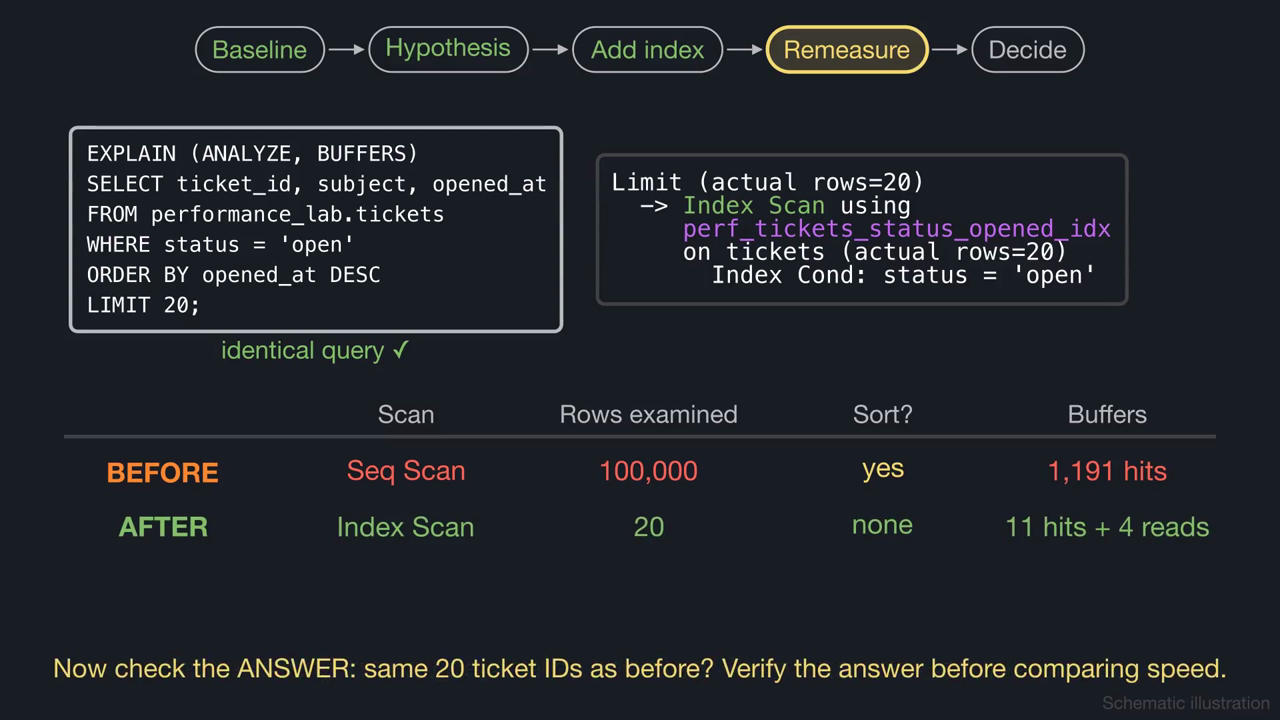 Baseline → Hypothesis → Add index → Remeasure → Decide
EXPLAIN (ANALYZE, BUFFERS)
SELECT ticket_id, subject, opened_at
FROM performance_lab.tickets
WHERE status = 'open'
ORDER BY opened_at DESC
LIMIT 20;
identical query ✓
Limit (actual rows=20)
-> Index Scan using
perf_tickets_status_opened_idx
on tickets (actual rows=20)
Index Cond: status = 'open'
Scan Rows examined Sort? Buffers
BEFORE Seq Scan 100,000 yes 1,191 hits
AFTER Index Scan 20 none 11 hits + 4 reads
Now check the ANSWER: same 20 ticket IDs as before? Verify the answer before comparing speed.
Schematic illustration